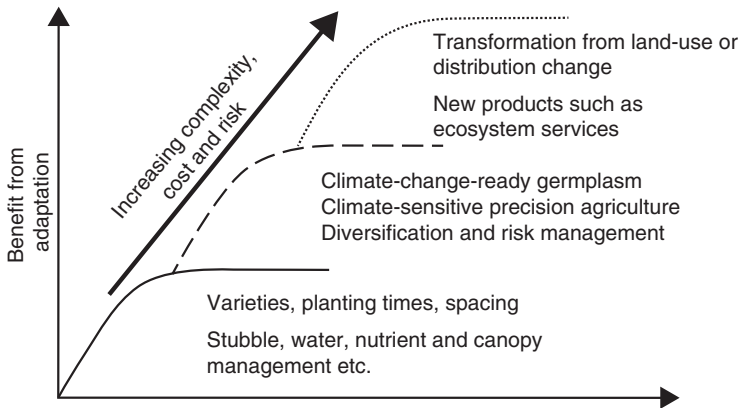 Benefit from
adaptation
Increasing complexity,
cost and risk
Transformation from land-use or
distribution change
New products such as
ecosystem services
Climate-change-ready germplasm
Climate-sensitive precision agriculture
Diversification and risk management
Varieties, planting times, spacing
Stubble, water, nutrient and canopy
management etc.